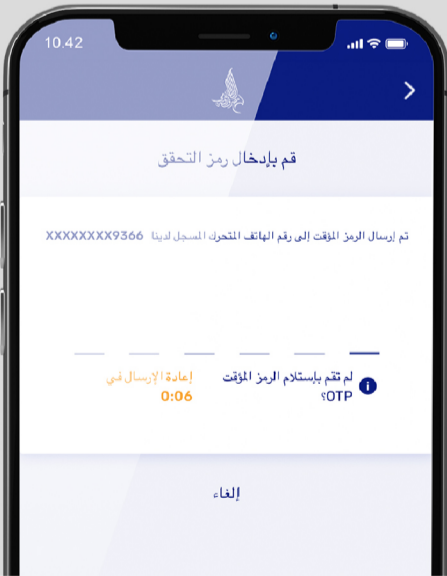 10.42
قم بإدخال رمز التحقق
تم إرسال الرمز المؤقت إلى رقم الهاتف المتحرك المسجل لدينا XXXXXXXX9366
لم تقم بإستلام الرمز المؤقت
OTP؟
إعادة الإرسال في
0:06
إلغاء